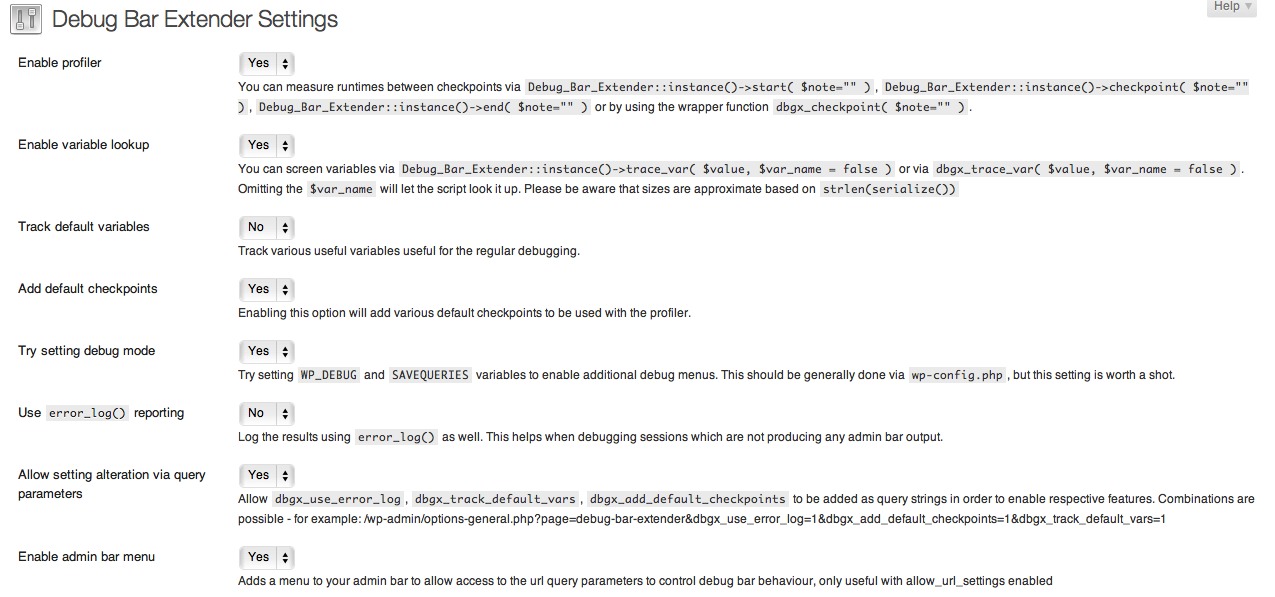 Help ▼
Debug Bar Extender Settings
Enable profiler
Yes
You can measure runtimes between checkpoints via Debug_Bar_Extender::instance()->start( $note="" ) , Debug_Bar_Extender::instance()->checkpoint( $note=""
) , Debug_Bar_Extender::instance()->end( $note="" ) or by using the wrapper function dbgx_checkpoint( $note="" ) .
Enable variable lookup
Yes
You can screen variables via Debug_Bar_Extender::instance()->trace_var( $value, $var_name = false ) or via dbgx_trace_var( $value, $var_name = false ) .
Omitting the $var_name will let the script look it up. Please be aware that sizes are approximate based on strlen(serialize())
Track default variables
No
Track various useful variables useful for the regular debugging.
Add default checkpoints
Yes
Enabling this option will add various default checkpoints to be used with the profiler.
Try setting debug mode
Yes
Try setting WP_DEBUG and SAVEQUERIES variables to enable additional debug menus. This should be generally done via wp-config.php , but this setting is worth a shot.
Use error_log() reporting
No
Log the results using error_log() as well. This helps when debugging sessions which are not producing any admin bar output.
Allow setting alteration via query
parameters
Yes
Allow dbgx_use_error_log , dbgx_track_default_vars , dbgx_add_default_checkpoints to be added as query strings in order to enable respective features. Combinations are
possible - for example: /wp-admin/options-general.php?page=debug-bar-extender&dbgx_use_error_log=1&dbgx_add_default_checkpoints=1&dbgx_track_default_vars=1
Enable admin bar menu
Yes
Adds a menu to your admin bar to allow access to the url query parameters to control debug bar behaviour, only useful with allow_url_settings enabled